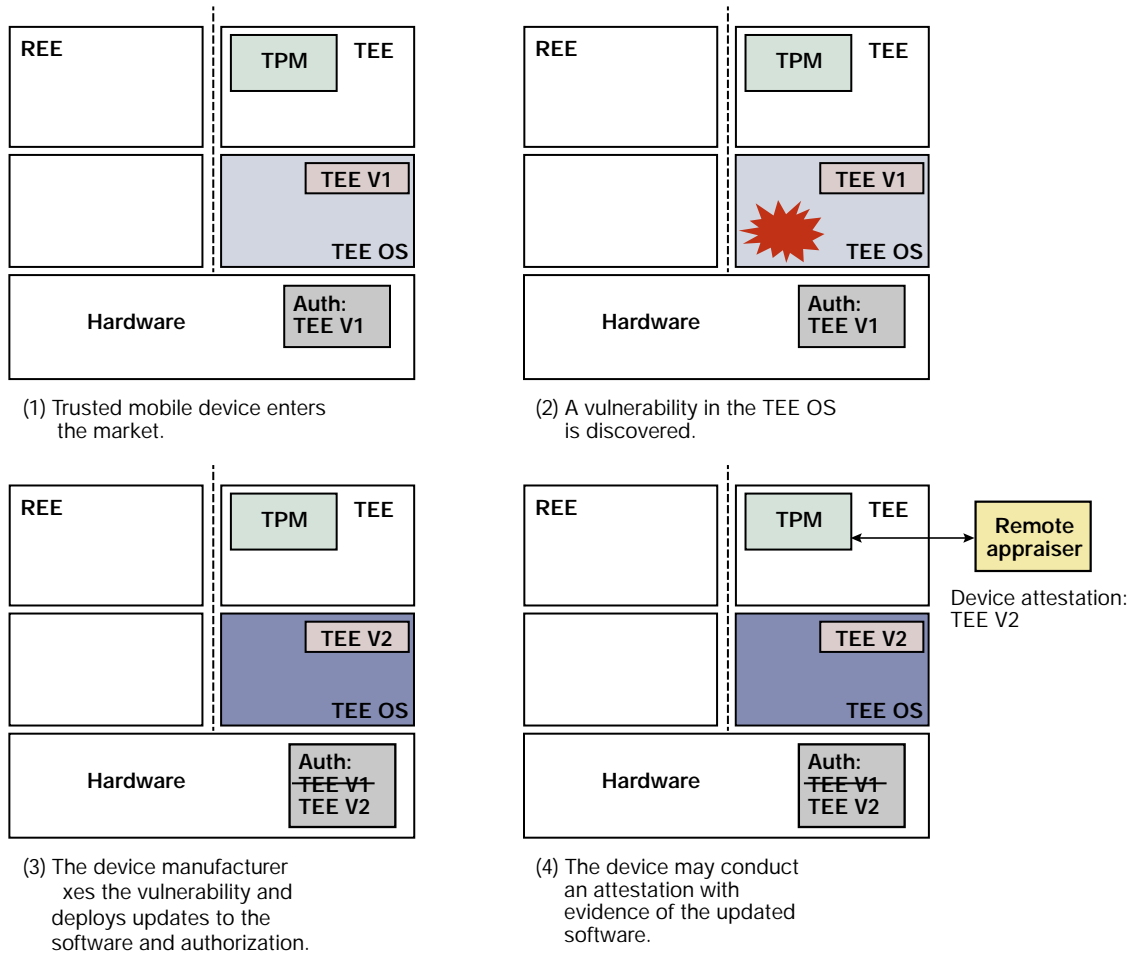 REE
TPM
TEE
TEE V1
TEE OS
Hardware
Auth:
TEE V1
(1) Trusted mobile device enters
the market.
REE
TPM
TEE
TEE V1
TEE OS
Hardware
Auth:
TEE V1
(2) A vulnerability in the TEE OS
is discovered.
REE
TPM
TEE
TEE V2
TEE OS
Hardware
Auth:
TEE V1
TEE V2
(3) The device manufacturer
xes the vulnerability and
deploys updates to the
software and authorization.
REE
TPM
TEE
Remote
appraiser
Device attestation:
TEE V2
TEE V2
TEE OS
Hardware
Auth:
TEE V1
TEE V2
(4) The device may conduct
an attestation with
evidence of the updated
software.